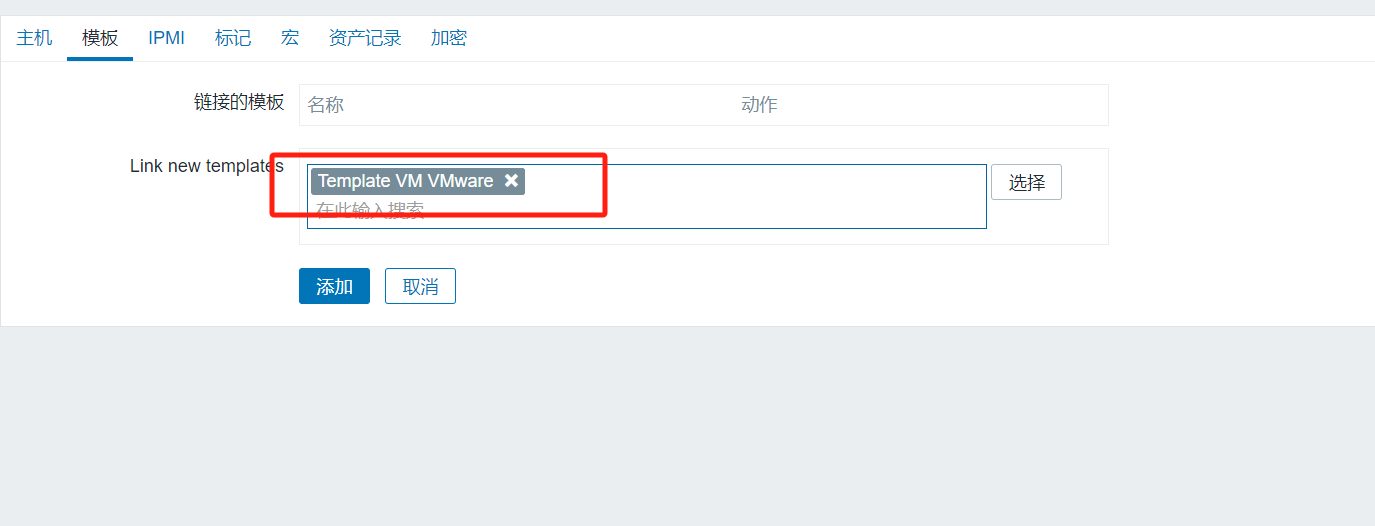 主机 模板 IPMI 标记 宏 资产记录 加密
链接的模板 名称 动作
Link new templates Template VM VMware 选择
在此输入搜索
添加 取消